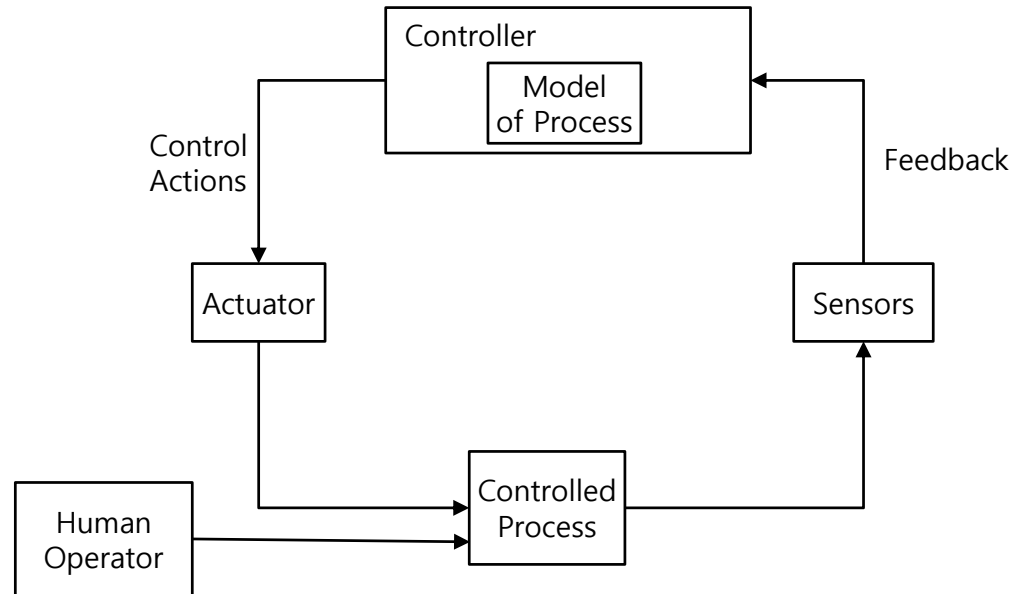 Controller
Model
of Process
Control
Actions
Feedback
Actuator
Sensors
Controlled
Process
Human
Operator